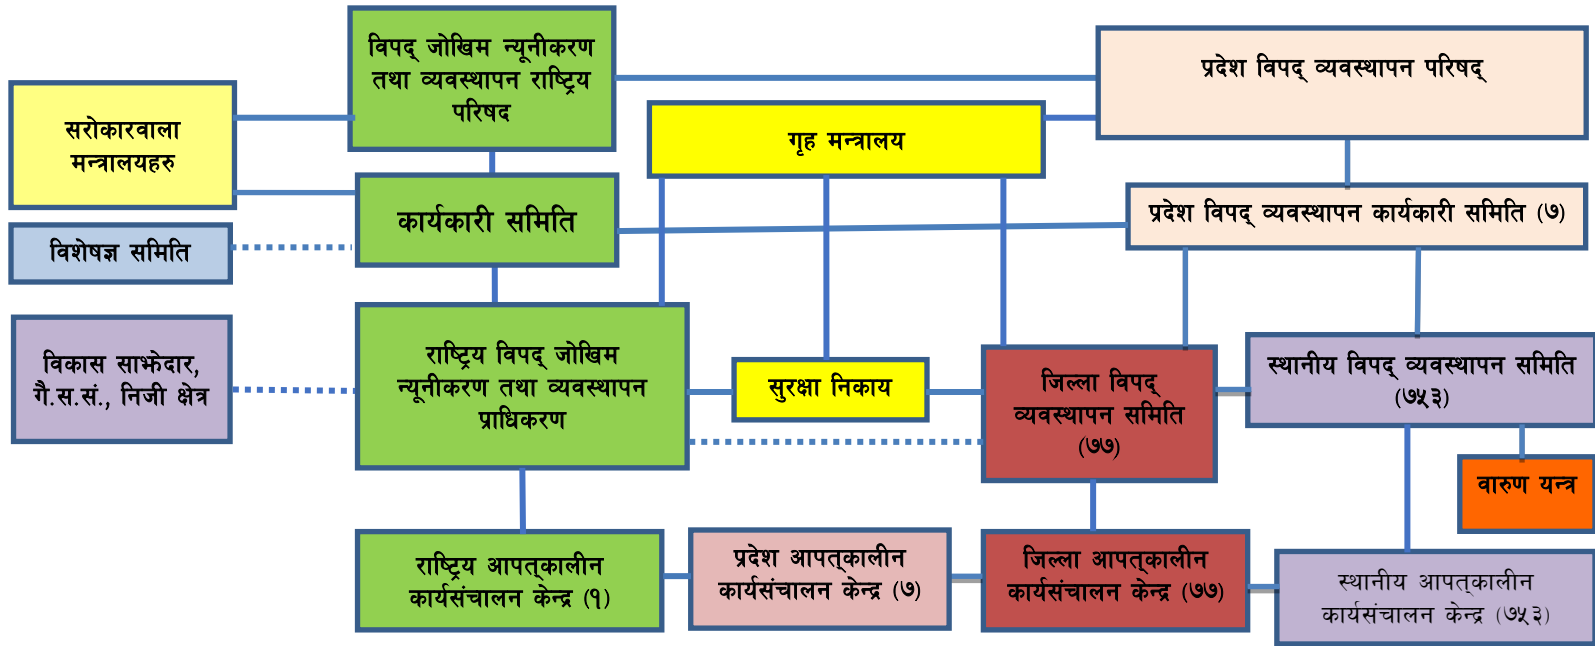 विपद् जोखिम न्यूनीकरण
तथा व्यवस्थापन राष्ट्रिय
परिषद
प्रदेश विपद् व्यवस्थापन परिषद्
सरोकारवाला
मन्त्रालयहरु
गृह मन्त्रालय
कार्यकारी समिति
प्रदेश विपद् व्यवस्थापन कार्यकारी समिति (७)
विशेषज्ञ समिति
विकास साझेदार,
गै.स.सं., निजी क्षेत्र
राष्ट्रिय विपद् जोखिम
न्यूनीकरण तथा व्यवस्थापन
प्राधिकरण
सुरक्षा निकाय
जिल्ला विपद्
व्यवस्थापन समिति
(७७)
स्थानीय विपद् व्यवस्थापन समिति
(७५३)
वारुण यन्त्र
राष्ट्रिय आपत्‌कालीन
कार्यसंचालन केन्द्र (१)
प्रदेश आपत्‌कालीन
कार्यसंचालन केन्द्र (७)
जिल्ला आपत्‌कालीन
कार्यसंचालन केन्द्र (७७)
स्थानीय आपत्‌कालीन
कार्यसंचालन केन्द्र (७५३)